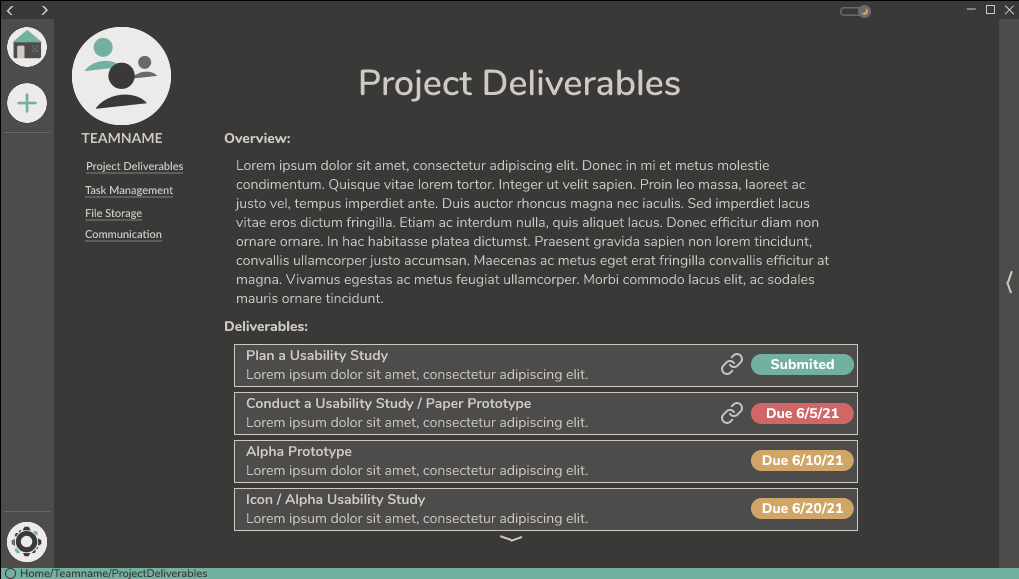 Project Deliverables
TEAMNAME
Project Deliverables
Task Management
File Storage
Communication
Overview:
Lorem ipsum dolor sit amet, consectetur adipiscing elit. Donec in mi et metus molestie
condimentum. Quisque vitae lorem tortor. Integer ut velit sapien. Proin leo massa, laoreet ac
justo vel, tempus imperdiet ante. Duis auctor rhoncus magna nec iaculis. Sed imperdiet lacus
vitae eros dictum fringilla. Etiam ac interdum nulla, quis aliquet lacus. Donec efficitur diam non
ornare ornare. In hac habitasse platea dictumst. Praesent gravida sapien non lorem tincidunt,
convallis ullamcorper justo accumsan. Maecenas ac metus eget erat fringilla convallis efficitur at
magna. Vivamus egestas ac metus feugiat ullamcorper. Morbi commodo lacus elit, ac sodales
mauris ornare tincidunt.
Deliverables:
Plan a Usability Study
Lorem ipsum dolor sit amet, consectetur adipiscing elit.
Submited
Conduct a Usability Study / Paper Prototype
Lorem ipsum dolor sit amet, consectetur adipiscing elit.
Due 6/5/21
Alpha Prototype
Lorem ipsum dolor sit amet, consectetur adipiscing elit.
Due 6/10/21
Icon / Alpha Usability Study
Lorem ipsum dolor sit amet, consectetur adipiscing elit.
Due 6/20/21
Home/Teamname/ProjectDeliverables